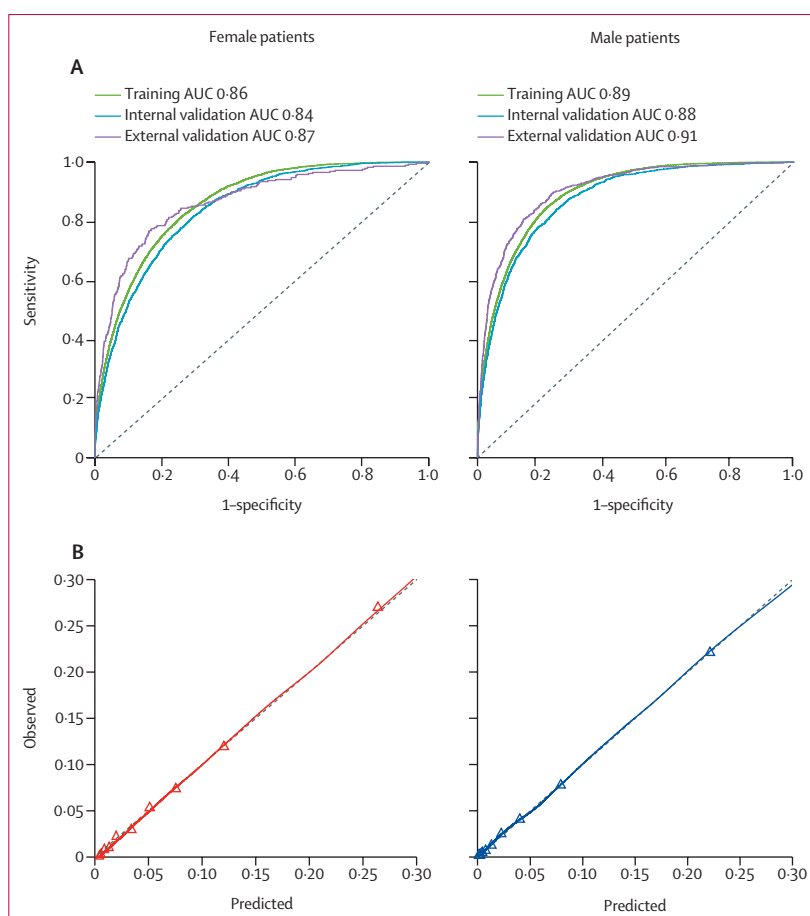 Female patients
Male patients
A
Training AUC 0·86
Internal validation AUC 0·84
External validation AUC 0·87
Training AUC 0·89
Internal validation AUC 0·88
External validation AUC 0·91
1·0
0·8
0·6
0·4
0·2
0
Sensitivity
0 0·2 0·4 0·6 0·8 1·0
1–specificity
0 0·2 0·4 0·6 0·8 1·0
1–specificity
B
0·30
0·25
0·20
0·15
0·10
0·05
0
Observed
0 0·05 0·10 0·15 0·20 0·25 0·30
Predicted
0 0·05 0·10 0·15 0·20 0·25 0·30
Predicted